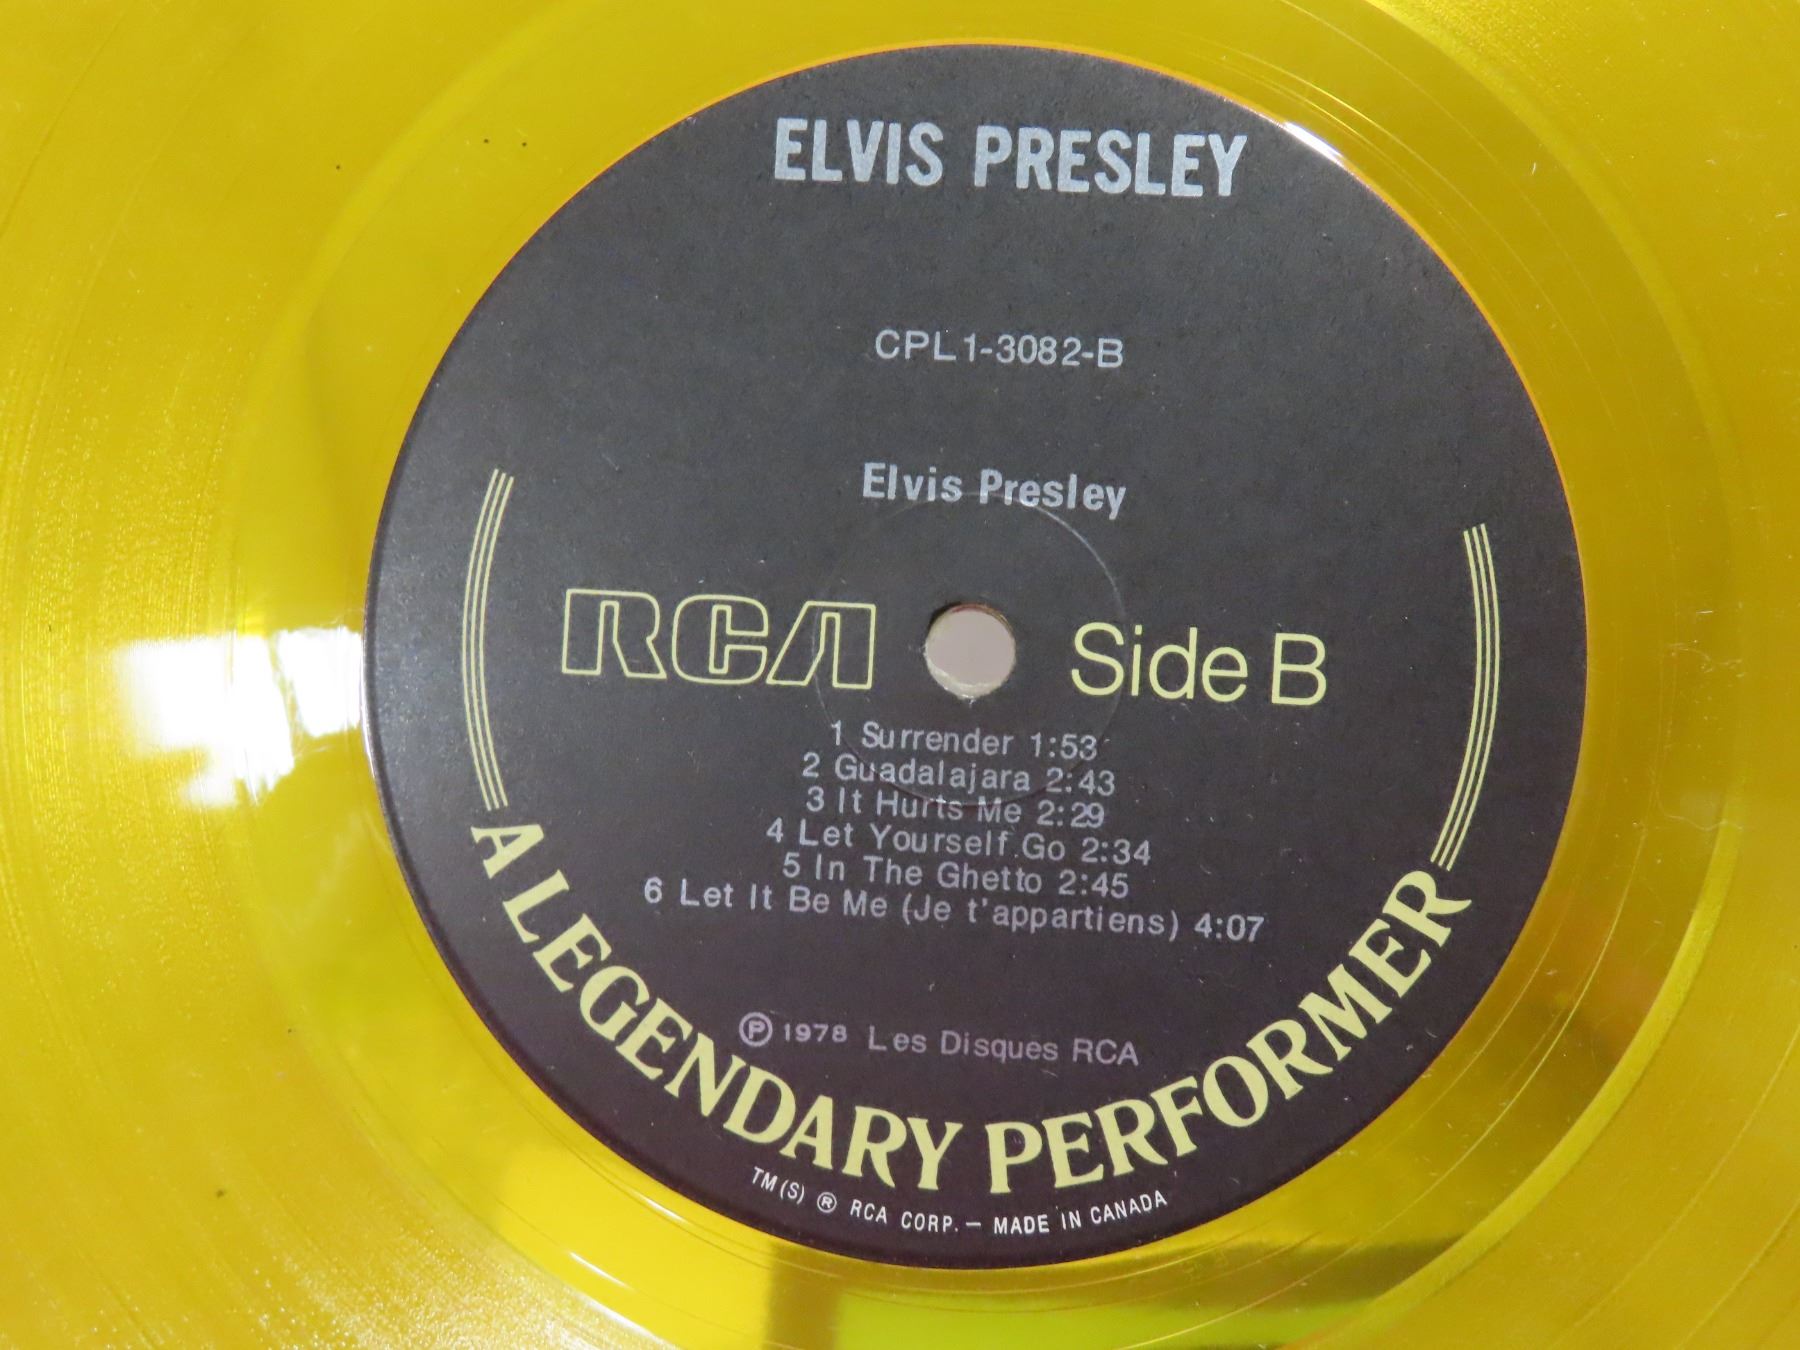 ELVIS PRESLEY
CPL1-3082-B
Elvis Presley
RCA
Side B
1 Surrender 1:53
2 Guadalajara 2:43
3 It Hurts Me 2:29
4 Let Yourself Go 2:34
5 In The Ghetto 2:45
6 Let It Be Me (Je t'appartiens) 4:07
℗ 1978 Les Disques RCA
A LEGENDARY PERFORMER
TM(S) ® RCA CORP. — MADE IN CANADA